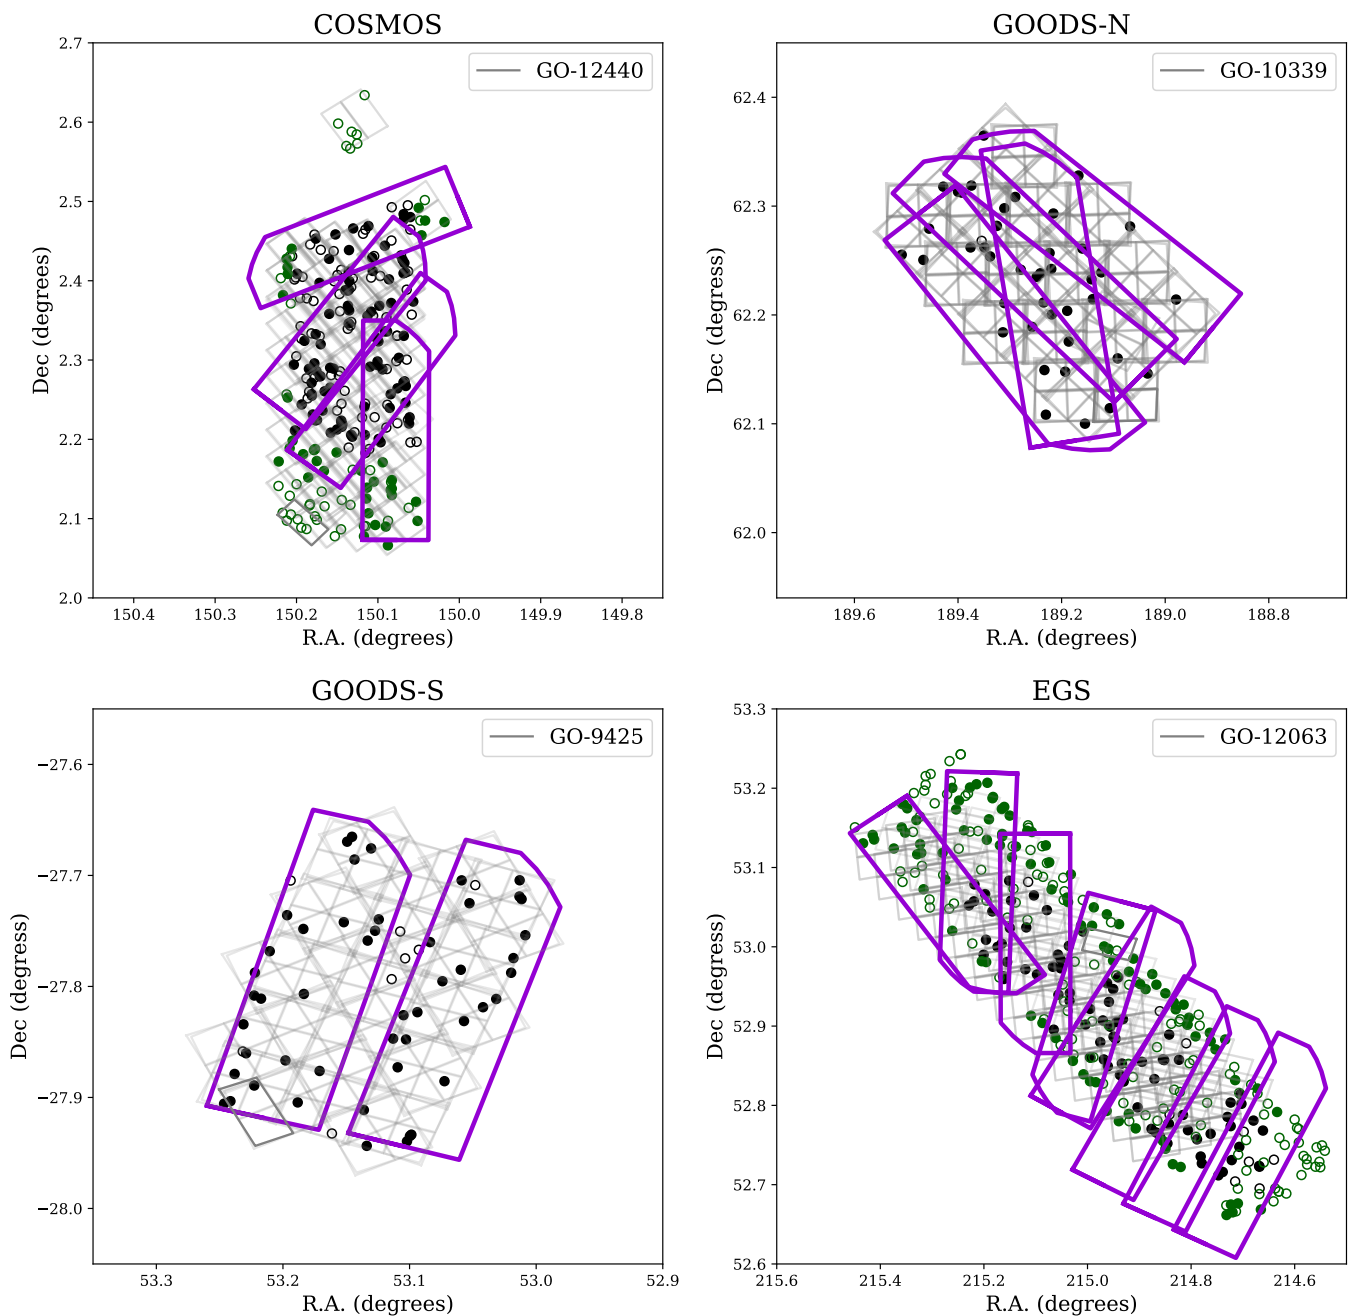 COSMOS
GO-12440
2.7
2.6
2.5
2.4
2.3
2.2
2.1
2.0
Dec (degrees)
150.4 150.3 150.2 150.1 150.0 149.9 149.8
R.A. (degrees)
GOODS-N
GO-10339
62.4
62.3
62.2
62.1
62.0
Dec (degrees)
189.6 189.4 189.2 189.0 188.8
R.A. (degrees)
GOODS-S
GO-9425
−27.6
−27.7
−27.8
−27.9
−28.0
Dec (degress)
53.3 53.2 53.1 53.0 52.9
R.A. (degrees)
EGS
GO-12063
53.3
53.2
53.1
53.0
52.9
52.8
52.7
52.6
Dec (degress)
215.6 215.4 215.2 215.0 214.8 214.6
R.A. (degrees)